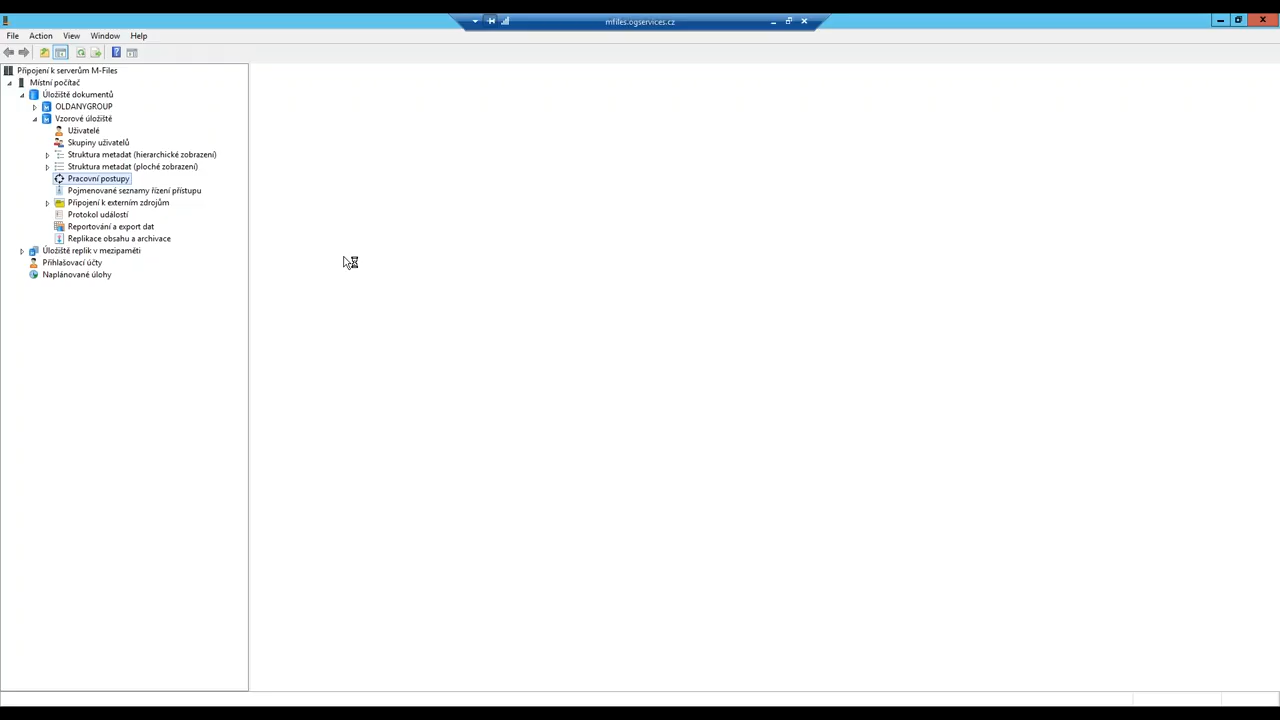 mfiles.ogservices.cz
File Action View Window Help
Připojení k serverům M-Files
Místní počítač
Úložiště dokumentů
OLDANYGROUP
Vzorové úložiště
Uživatelé
Skupiny uživatelů
Struktura metadat (hierarchické zobrazení)
Struktura metadat (ploché zobrazení)
Pracovní postupy
Pojmenované seznamy řízení přístupu
Připojení k externím zdrojům
Protokol událostí
Reportování a export dat
Replikace obsahu a archivace
Úložiště replik v mezipaměti
Přihlašovací účty
Naplánované úlohy